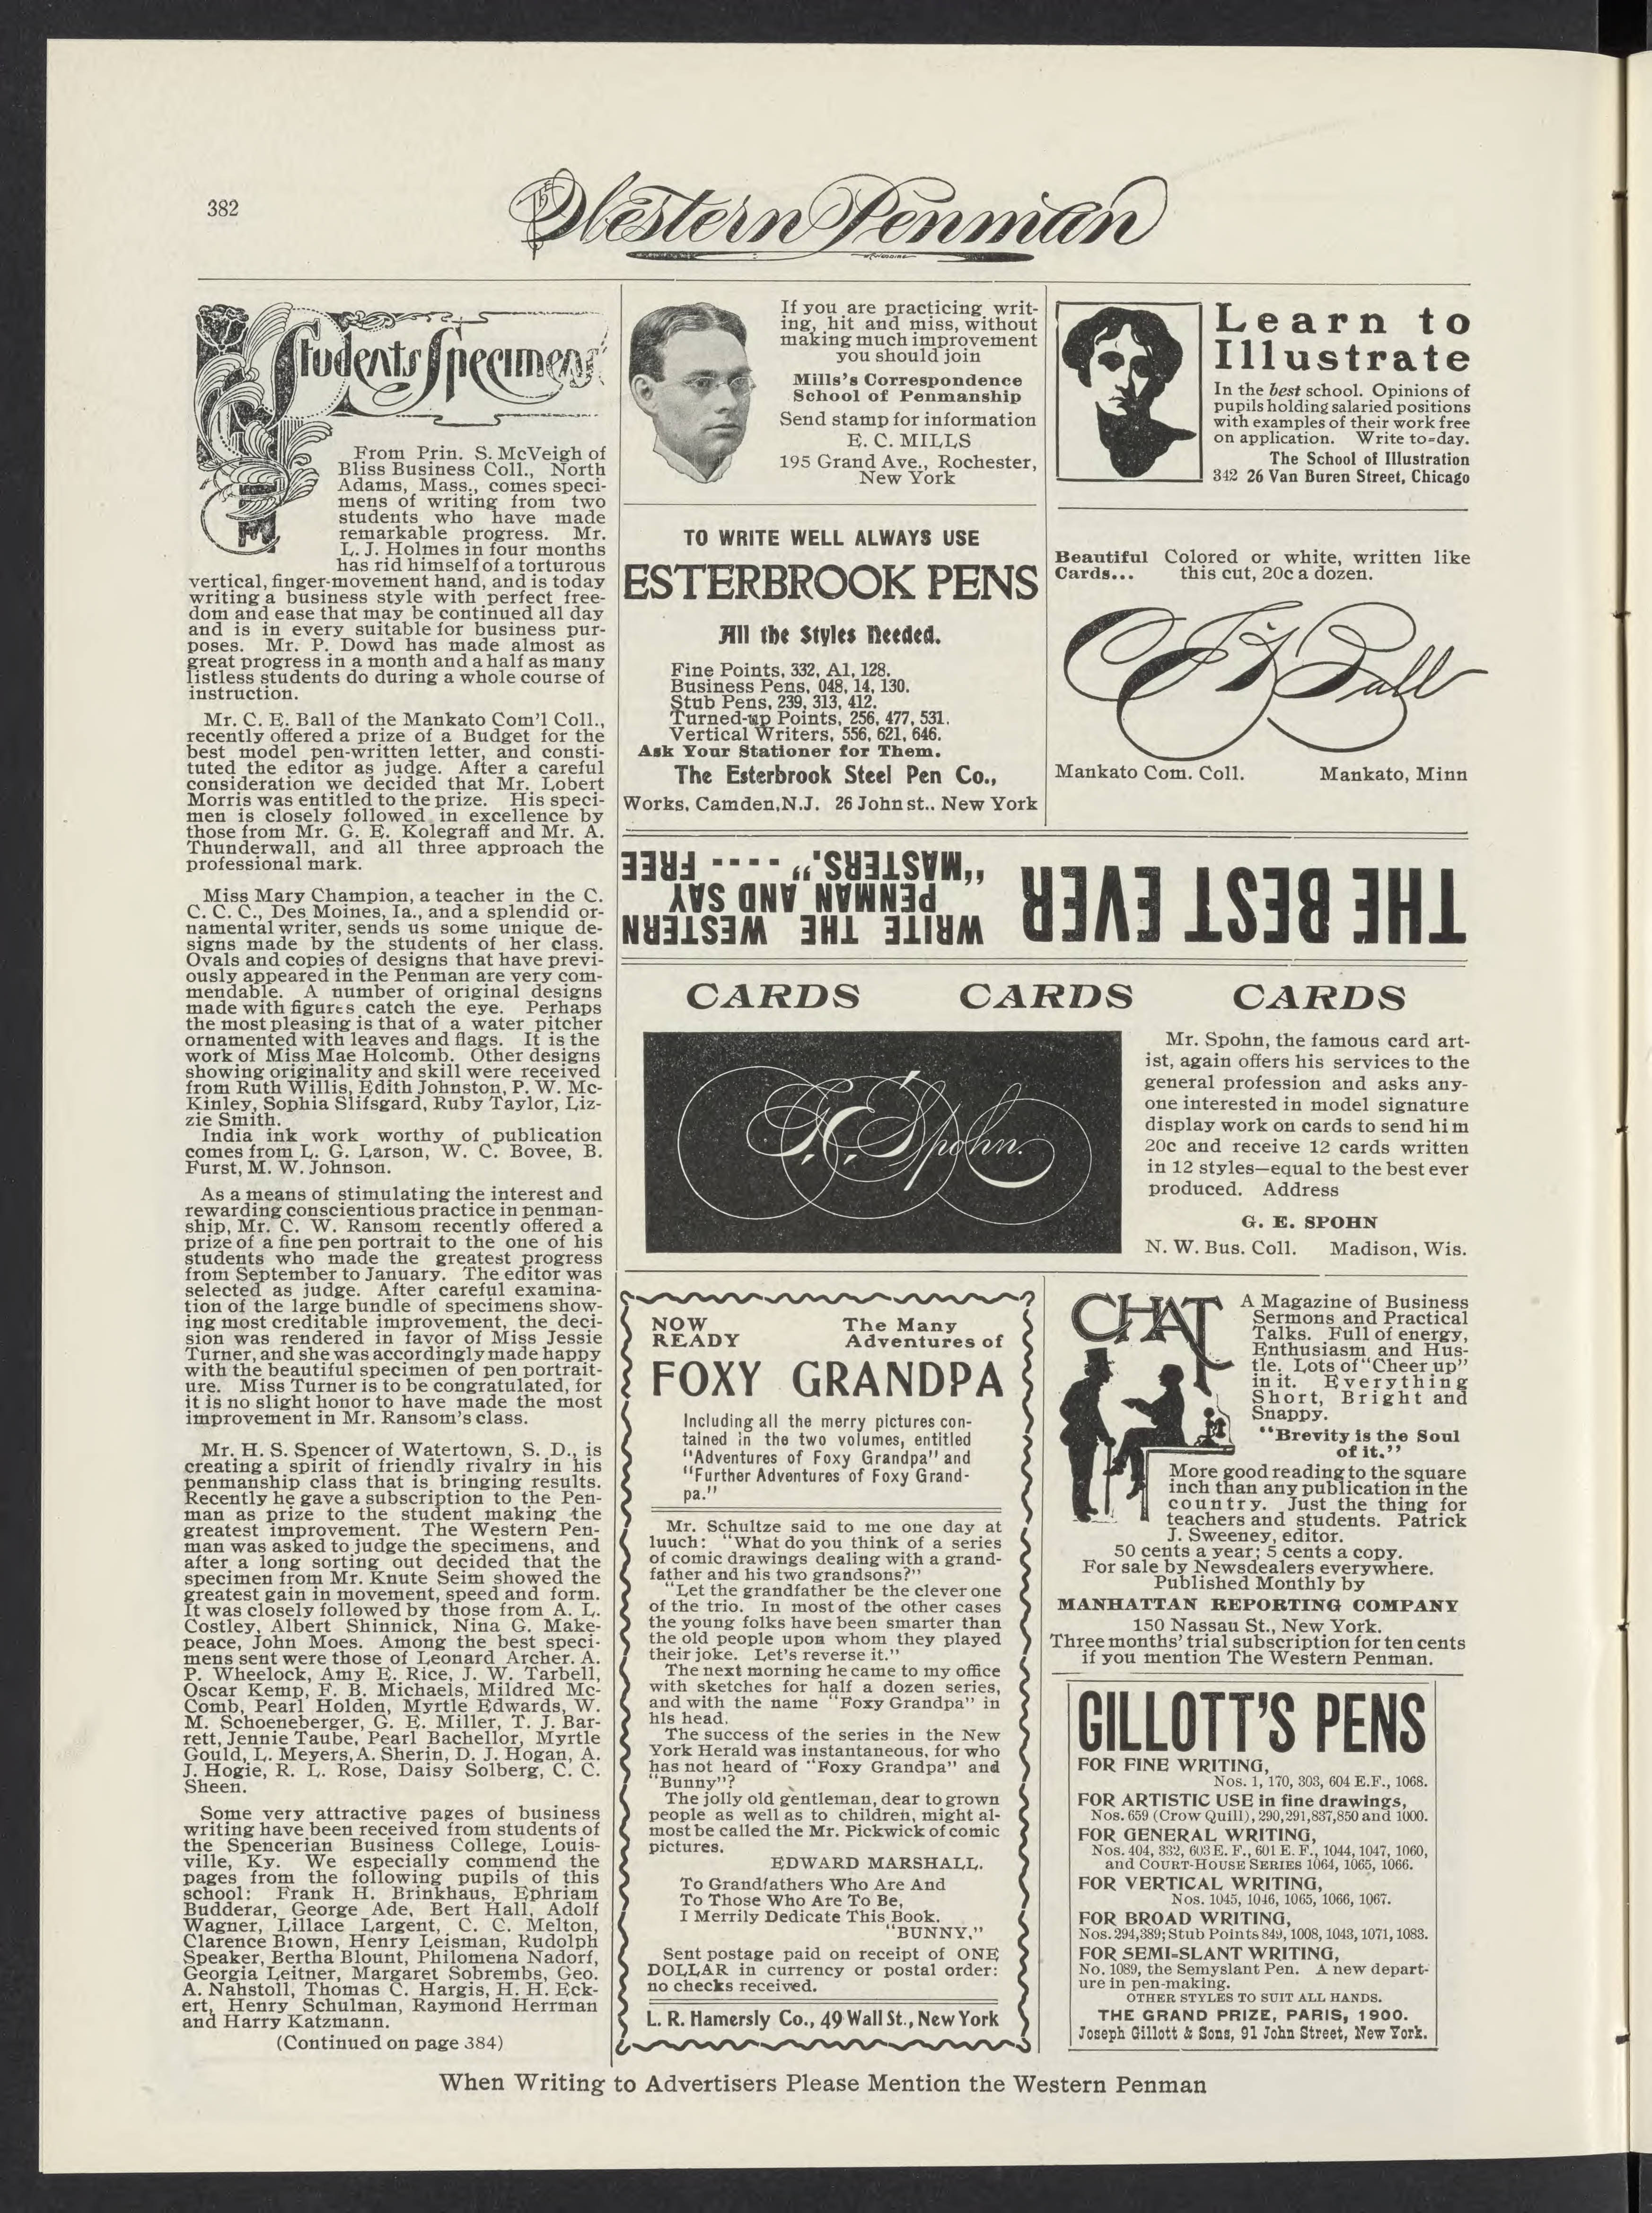 382
The Western Penman
Students' Specimens
From Prin. S. McVeigh of
Bliss Business Coll., North
Adams, Mass., comes speci-
mens of writing from two
students who have made
remarkable progress. Mr.
L. J. Holmes in four months
has rid himself of a torturous
vertical, finger-movement hand, and is today
writing a business style with perfect free-
dom and ease that may be continued all day
and is in every suitable for business pur-
poses. Mr. P. Dowd has made almost as
great progress in a month and a half as many
listless students do during a whole course of
instruction.
Mr. C. E. Ball of the Mankato Com'l Coll.,
recently offered a prize of a Budget for the
best model pen-written letter, and consti-
tuted the editor as judge. After a careful
consideration we decided that Mr. Lobert
Morris was entitled to the prize. His speci-
men is closely followed in excellence by
those from Mr. G. E. Kolegraff and Mr. A.
Thunderwall, and all three approach the
professional mark.
Miss Mary Champion, a teacher in the C.
C. C. C., Des Moines, Ia., and a splendid or-
namental writer, sends us some unique de-
signs made by the students of her class.
Ovals and copies of designs that have previ-
ously appeared in the Penman are very com-
mendable. A number of original designs
made with figures catch the eye. Perhaps
the most pleasing is that of a water pitcher
ornamented with leaves and flags. It is the
work of Miss Mae Holcomb. Other designs
showing originality and skill were received
from Ruth Willis, Edith Johnston, P. W. Mc-
Kinley, Sophia Slifsgard, Ruby Taylor, Liz-
zie Smith.
India ink work worthy of publication
comes from L. G. Larson, W. C. Bovee, B.
Furst, M. W. Johnson.
As a means of stimulating the interest and
rewarding conscientious practice in penman-
ship, Mr. C. W. Ransom recently offered a
prize of a fine pen portrait to the one of his
students who made the greatest progress
from September to January. The editor was
selected as judge. After careful examina-
tion of the large bundle of specimens show-
ing most creditable improvement, the deci-
sion was rendered in favor of Miss Jessie
Turner, and she was accordingly made happy
with the beautiful specimen of pen portrait-
ure. Miss Turner is to be congratulated, for
it is no slight honor to have made the most
improvement in Mr. Ransom's class.
Mr. H. S. Spencer of Watertown, S. D., is
creating a spirit of friendly rivalry in his
penmanship class that is bringing results.
Recently he gave a subscription to the Pen-
man as prize to the student making the
greatest improvement. The Western Pen-
man was asked to judge the specimens, and
after a long sorting out decided that the
specimen from Mr. Knute Seim showed the
greatest gain in movement, speed and form.
It was closely followed by those from A. L.
Costley, Albert Shinnick, Nina G. Make-
peace, John Moes. Among the best speci-
mens sent were those of Leonard Archer. A.
P. Wheelock, Amy E. Rice, J. W. Tarbell,
Oscar Kemp, F. B. Michaels, Mildred Mc-
Comb, Pearl Holden, Myrtle Edwards, W.
M. Schoeneberger, G. E. Miller, T. J. Bar-
rett, Jennie Taube, Pearl Bachellor, Myrtle
Gould, L. Meyers, A. Sherin, D. J. Hogan, A.
J. Hogie, R. L. Rose, Daisy Solberg, C. C.
Sheen.
Some very attractive pages of business
writing have been received from students of
the Spencerian Business College, Louis-
ville, Ky. We especially commend the
pages from the following pupils of this
school: Frank H. Brinkhaus, Ephriam
Budderar, George Ade, Bert Hall, Adolf
Wagner, Lillace Largent, C. C. Melton,
Clarence Brown, Henry Leisman, Rudolph
Speaker, Bertha Blount, Philomena Nadorf,
Georgia Leitner, Margaret Sobrembs, Geo.
A. Nahstoll, Thomas C. Hargis, H. H. Eck-
ert, Henry Schulman, Raymond Herrman
and Harry Katzmann.
(Continued on page 384)
If you are practicing writ-
ing, hit and miss, without
making much improvement
you should join
Mills's Correspondence
School of Penmanship
Send stamp for information
E. C. MILLS
195 Grand Ave., Rochester,
New York
Learn to
Illustrate
In the best school. Opinions of
pupils holding salaried positions
with examples of their work free
on application. Write to=day.
The School of Illustration
342 26 Van Buren Street, Chicago
TO WRITE WELL ALWAYS USE
ESTERBROOK PENS
All the Styles Needed.
Fine Points, 332, A1, 128.
Business Pens, 048, 14, 130.
Stub Pens, 239, 313, 412.
Turned-up Points, 256, 477, 531.
Vertical Writers, 556, 621, 646.
Ask Your Stationer for Them.
The Esterbrook Steel Pen Co.,
Works, Camden, N.J. 26 John st.. New York
Beautiful Cards... Colored or white, written like
this cut, 20c a dozen.
C E Ball
Mankato Com. Coll. Mankato, Minn
THE BEST EVER
WRITE THE WESTERN
PENMAN AND SAY
"MASTERS." ---- FREE
CARDS CARDS CARDS
G. E. Spohn.
Mr. Spohn, the famous card art-
ist, again offers his services to the
general profession and asks any-
one interested in model signature
display work on cards to send him
20c and receive 12 cards written
in 12 styles—equal to the best ever
produced. Address
G. E. SPOHN
N. W. Bus. Coll. Madison, Wis.
NOW
READY
The Many
Adventures of
FOXY GRANDPA
Including all the merry pictures con-
tained in the two volumes, entitled
"Adventures of Foxy Grandpa" and
"Further Adventures of Foxy Grand-
pa."
Mr. Schultze said to me one day at
luuch: "What do you think of a series
of comic drawings dealing with a grand-
father and his two grandsons?"
"Let the grandfather be the clever one
of the trio. In most of the other cases
the young folks have been smarter than
the old people upon whom they played
their joke. Let's reverse it."
The next morning he came to my office
with sketches for half a dozen series,
and with the name "Foxy Grandpa" in
his head.
The success of the series in the New
York Herald was instantaneous, for who
has not heard of "Foxy Grandpa" and
"Bunny"?
The jolly old gentleman, dear to grown
people as well as to children, might al-
most be called the Mr. Pickwick of comic
pictures.
EDWARD MARSHALL.
To Grandfathers Who Are And
To Those Who Are To Be,
I Merrily Dedicate This Book.
"BUNNY."
Sent postage paid on receipt of ONE
DOLLAR in currency or postal order:
no checks received.
L. R. Hamersly Co., 49 Wall St., New York
CHAT
A Magazine of Business
Sermons and Practical
Talks. Full of energy,
Enthusiasm and Hus-
tle. Lots of "Cheer up"
in it. Everything
Short, Bright and
Snappy.
"Brevity is the Soul
of it."
More good reading to the square
inch than any publication in the
country. Just the thing for
teachers and students. Patrick
J. Sweeney, editor.
50 cents a year; 5 cents a copy.
For sale by Newsdealers everywhere.
Published Monthly by
MANHATTAN REPORTING COMPANY
150 Nassau St., New York.
Three months' trial subscription for ten cents
if you mention The Western Penman.
GILLOTT'S PENS
FOR FINE WRITING,
Nos. 1, 170, 303, 604 E.F., 1068.
FOR ARTISTIC USE in fine drawings,
Nos. 659 (Crow Quill), 290, 291, 837, 850 and 1000.
FOR GENERAL WRITING,
Nos. 404, 332, 603 E. F., 601 E. F., 1044, 1047, 1060,
and COURT-HOUSE SERIES 1064, 1065, 1066.
FOR VERTICAL WRITING,
Nos. 1045, 1046, 1065, 1066, 1067.
FOR BROAD WRITING,
Nos. 294, 389; Stub Points 849, 1008, 1043, 1071, 1083.
FOR SEMI=SLANT WRITING,
No. 1089, the Semyslant Pen. A new depart-
ure in pen-making.
OTHER STYLES TO SUIT ALL HANDS.
THE GRAND PRIZE, PARIS, 1900.
Joseph Gillott & Sons, 91 John Street, New York.
When Writing to Advertisers Please Mention the Western Penman